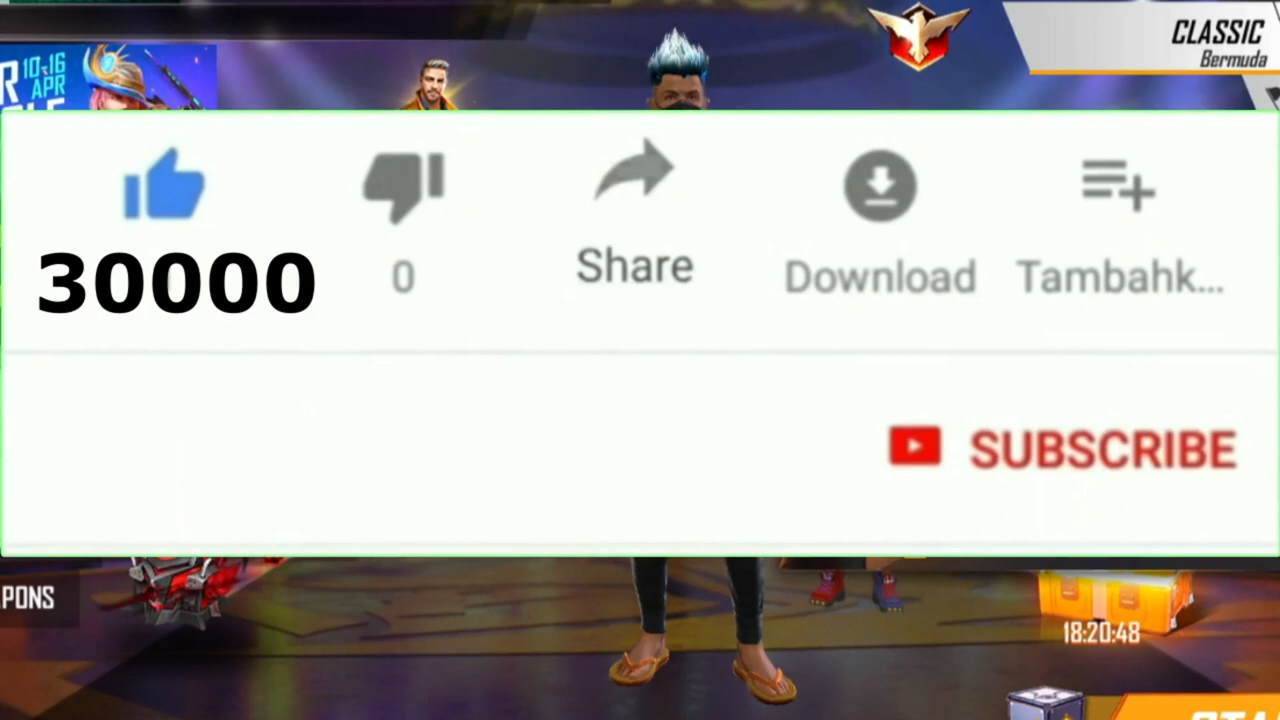 CLASSIC
Bermuda
10-16
APR
30000
0
Share
Download
Tambahk...
SUBSCRIBE
PONS
18:20:48